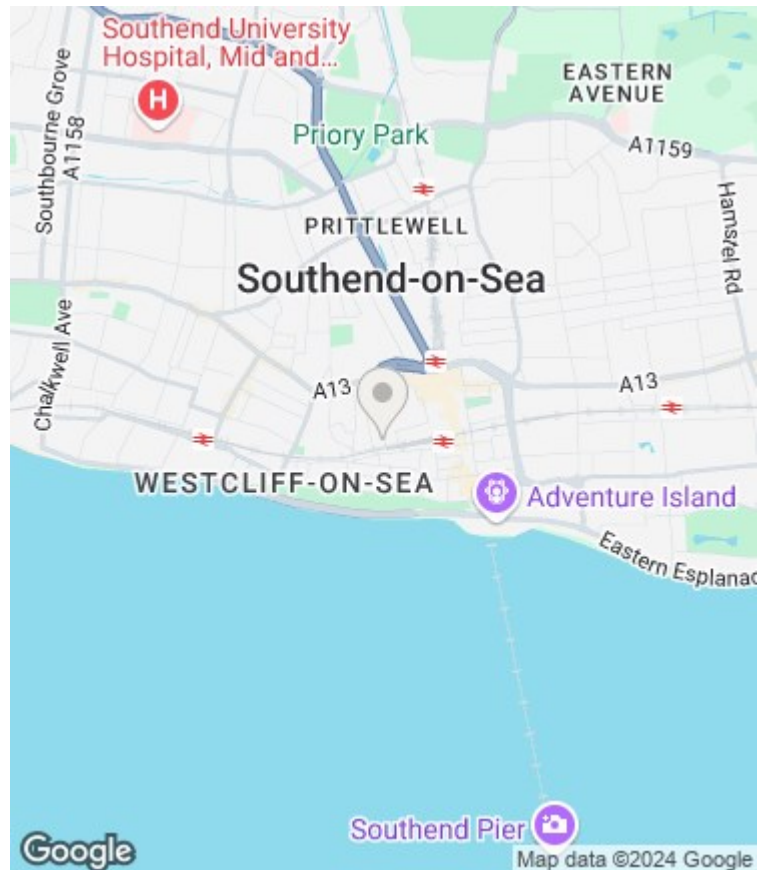 Southend University
Hospital, Mid and...
H
EASTERN
AVENUE
Southbourne Grove
A1158
Priory Park
A1159
Hamstel Rd
PRITTLEWELL
Southend-on-Sea
Chalkwell Ave
A13
A13
WESTCLIFF-ON-SEA
Adventure Island
Eastern Esplanad
Southend Pier
Google
Map data ©2024 Google